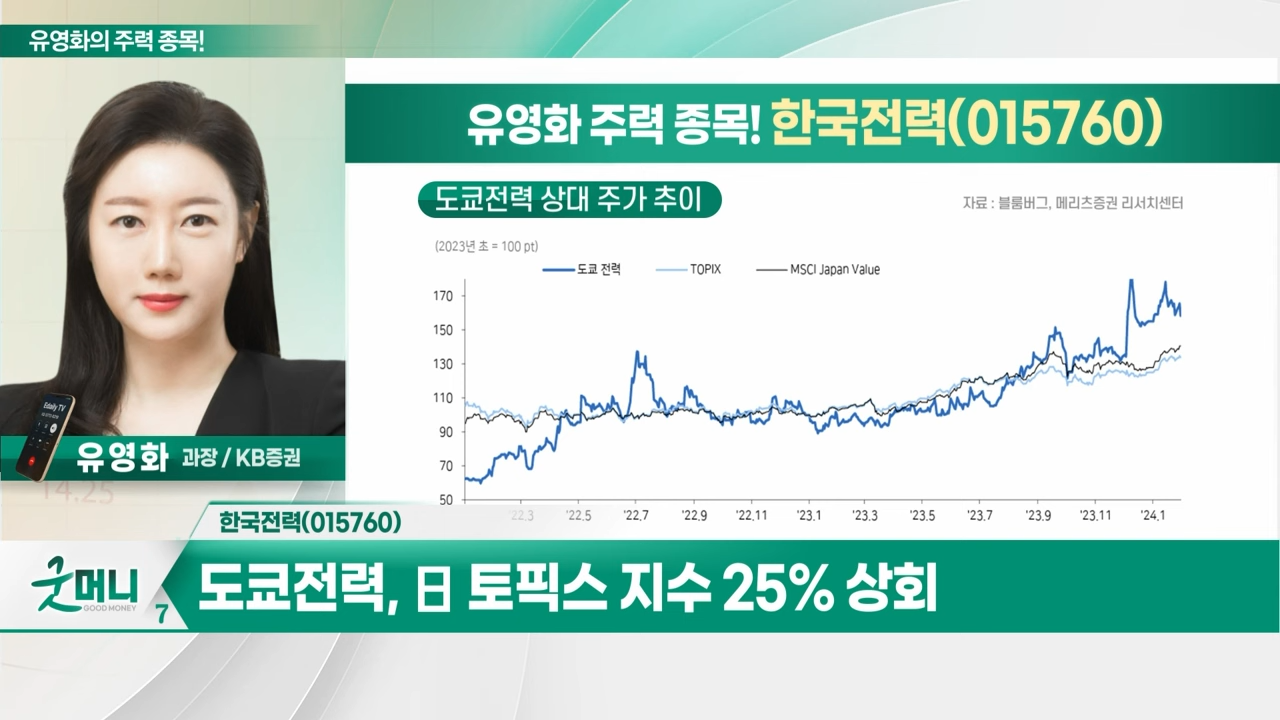 유영화의 주력 종목!
유영화 주력 종목! 한국전력(015760)
도쿄전력 상대 주가 추이
자료 : 블룸버그, 메리츠증권 리서치센터
(2023년 초 = 100 pt)
도쿄 전력 TOPIX MSCI Japan Value
170
150
130
110
90
70
50
'22.3 '22.5 '22.7 '22.9 '22.11 '23.1 '23.3 '23.5 '23.7 '23.9 '23.11 '24.1
Edaily TV
유영화 과장 / KB증권
14.25
한국전력(015760)
굿머니
GOOD MONEY
7
도쿄전력, 日 토픽스 지수 25% 상회